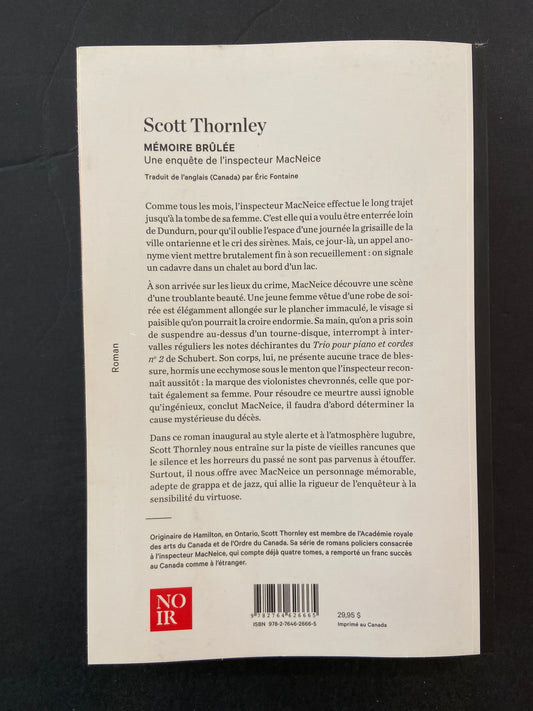 Scott Thornley
MÉMOIRE BRÛLÉE
Une enquête de l'inspecteur MacNeice
Traduit de l'anglais (Canada) par Éric Fontaine
Comme tous les mois, l'inspecteur MacNeice effectue le long trajet
jusqu'à la tombe de sa femme. C'est elle qui a voulu être enterrée loin
de Dundurn, pour qu'il oublie l'espace d'une journée la grisaille de la
ville ontarienne et le cri des sirènes. Mais, ce jour-là, un appel ano-
nyme vient mettre brutalement fin à son recueillement : on signale
un cadavre dans un chalet au bord d'un lac.
À son arrivée sur les lieux du crime, MacNeice découvre une scène
d'une troublante beauté. Une jeune femme vêtue d'une robe de soi-
rée est élégamment allongée sur le plancher immaculé, le visage si
paisible qu'on pourrait la croire endormie. Sa main, qu'on a pris soin
de suspendre au-dessus d'un tourne-disque, interrompt à inter-
valles réguliers les notes déchirantes du Trio pour piano et cordes
n° 2 de Schubert. Son corps, lui, ne présente aucune trace de bles-
sure, hormis une ecchymose sous le menton que l'inspecteur recon-
naît aussitôt : la marque des violonistes chevronnés, celle que por-
tait également sa femme. Pour résoudre ce meurtre aussi ignoble
qu'ingénieux, conclut MacNeice, il faudra d'abord déterminer la
cause mystérieuse du décès.
Dans ce roman inaugural au style alerte et à l'atmosphère lugubre,
Scott Thornley nous entraîne sur la piste de vieilles rancunes que
le silence et les horreurs du passé ne sont pas parvenus à étouffer.
Surtout, il nous offre avec MacNeice un personnage mémorable,
adepte de grappa et de jazz, qui allie la rigueur de l'enquêteur à la
sensibilité du virtuose.
Originaire de Hamilton, en Ontario, Scott Thornley est membre de l'Académie royale
des arts du Canada et de l'Ordre du Canada. Sa série de romans policiers consacrée
à l'inspecteur MacNeice, qui compte déjà quatre tomes, a remporté un franc succès
au Canada comme à l'étranger.
Roman
NO
IR
9 782764 626665
ISBN 978-2-7646-2666-5
29,95 $
Imprimé au Canada